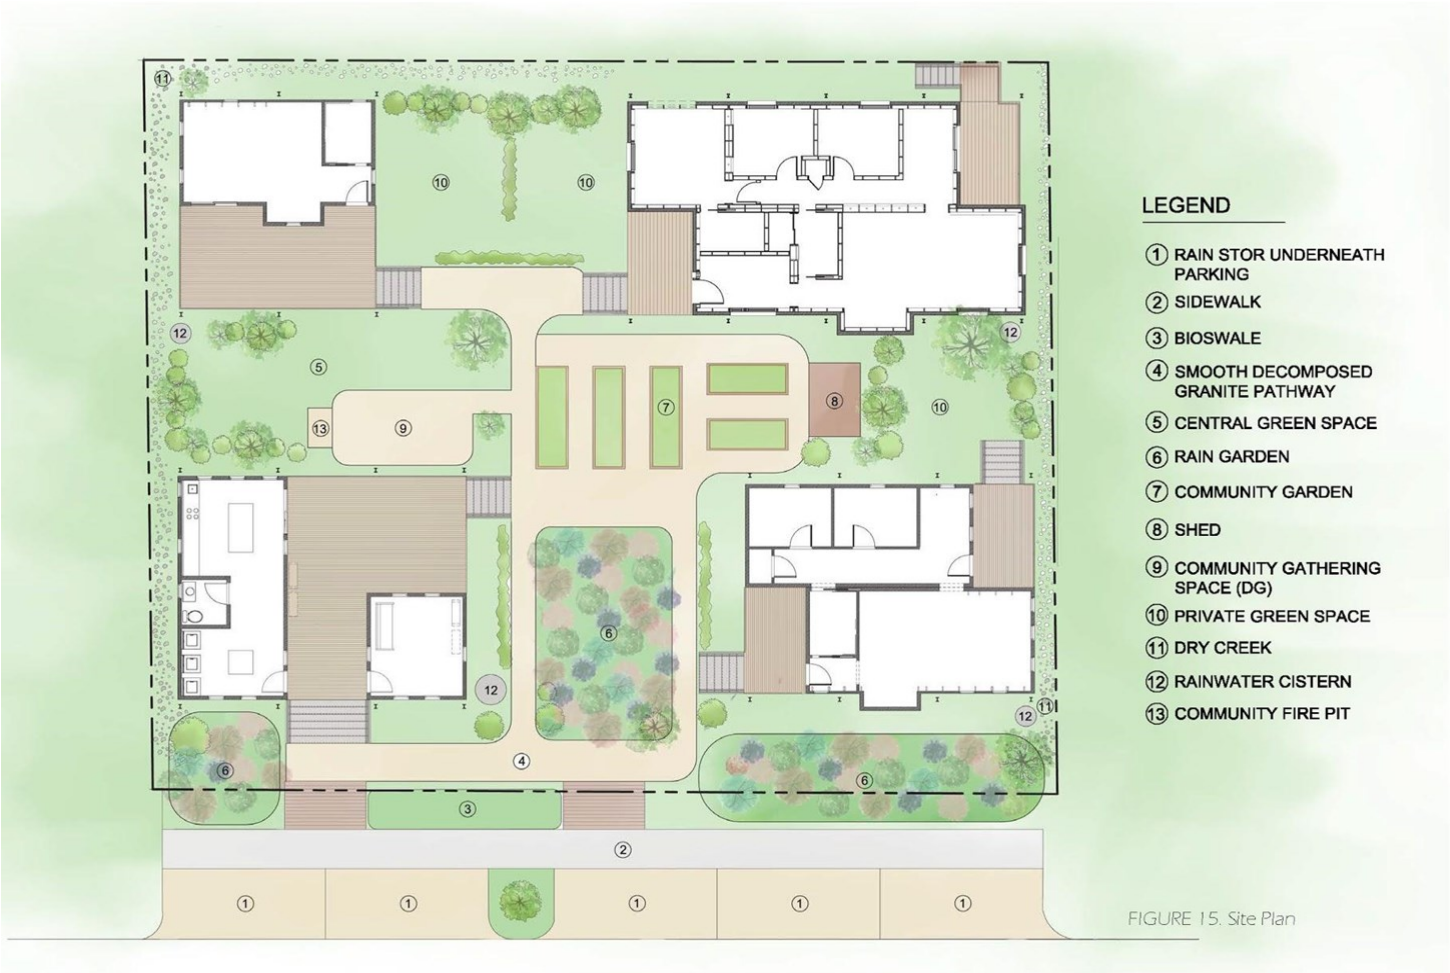 11
10
10
LEGEND
1 RAIN STOR UNDERNEATH
PARKING
2 SIDEWALK
3 BIOSWALE
4 SMOOTH DECOMPOSED
GRANITE PATHWAY
5 CENTRAL GREEN SPACE
6 RAIN GARDEN
7 COMMUNITY GARDEN
8 SHED
9 COMMUNITY GATHERING
SPACE (DG)
10 PRIVATE GREEN SPACE
11 DRY CREEK
12 RAINWATER CISTERN
13 COMMUNITY FIRE PIT
12
12
5
8
7
10
13
9
6
12
12
11
4
6
6
3
2
1
1
1
1
1
FIGURE 15. Site Plan